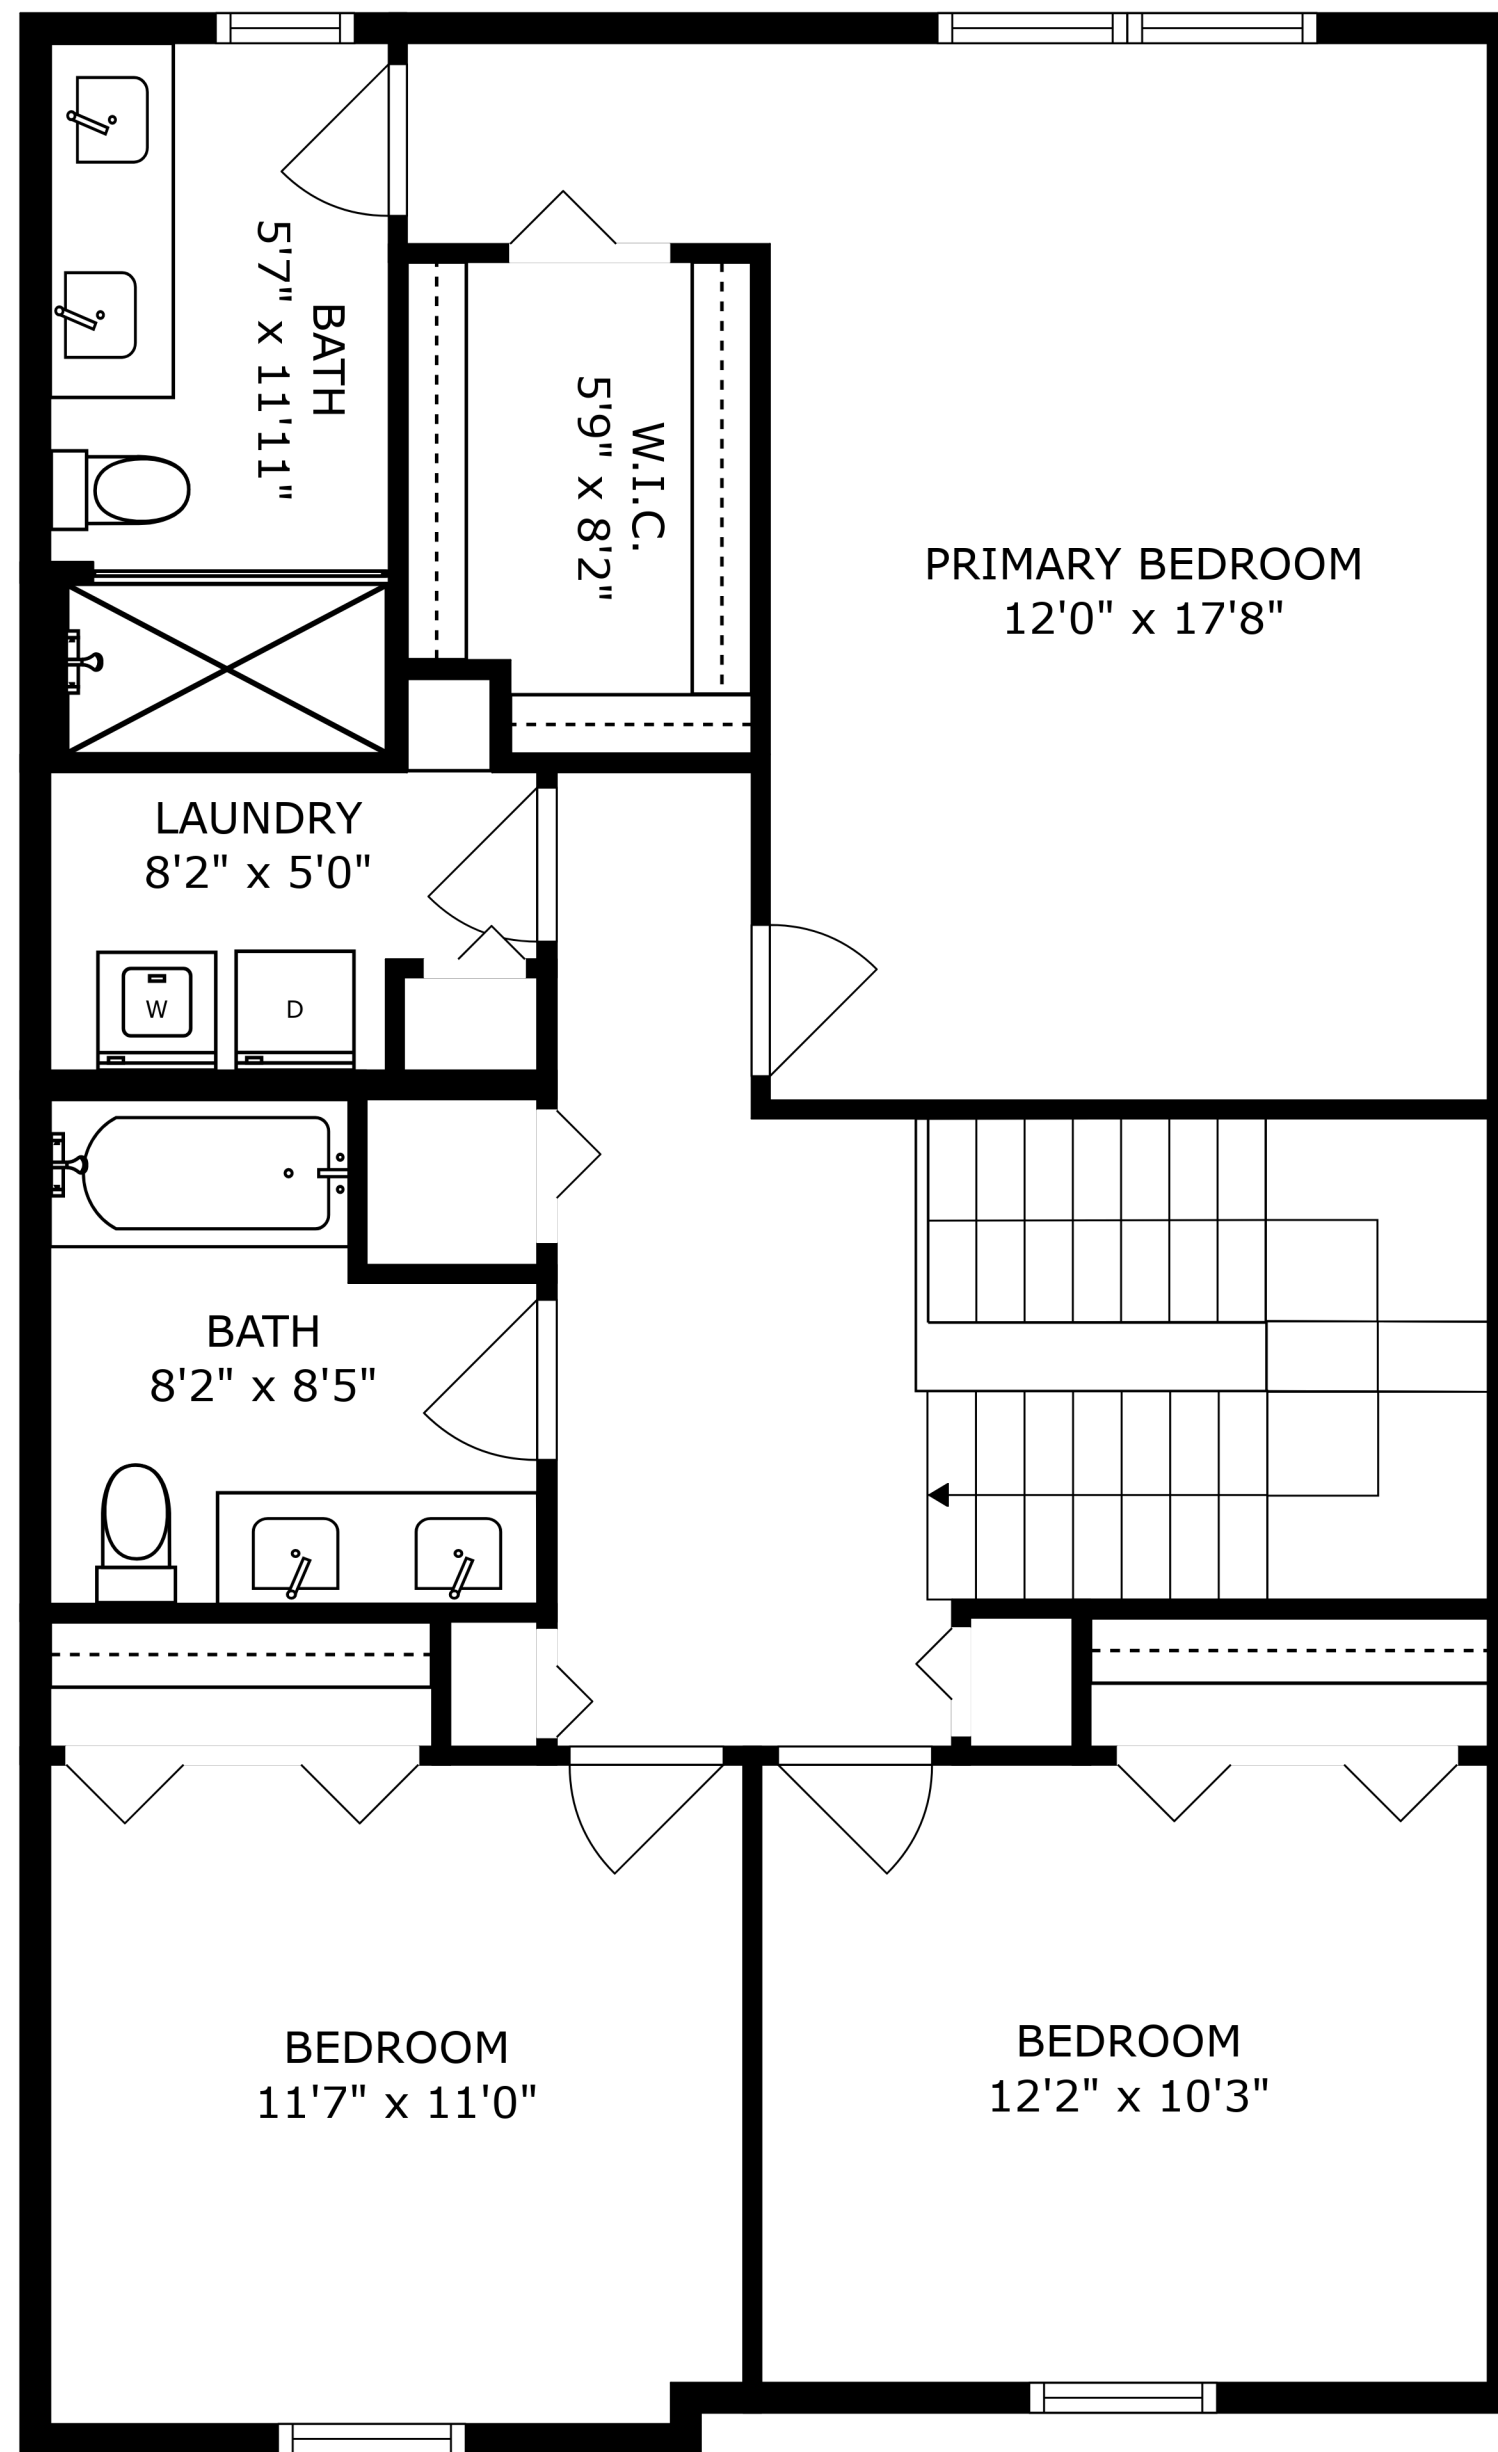 BATH
5'7" x 11'11"
W.I.C.
5'9" x 8'2"
PRIMARY BEDROOM
12'0" x 17'8"
LAUNDRY
8'2" x 5'0"
W
D
BATH
8'2" x 8'5"
BEDROOM
11'7" x 11'0"
BEDROOM
12'2" x 10'3"